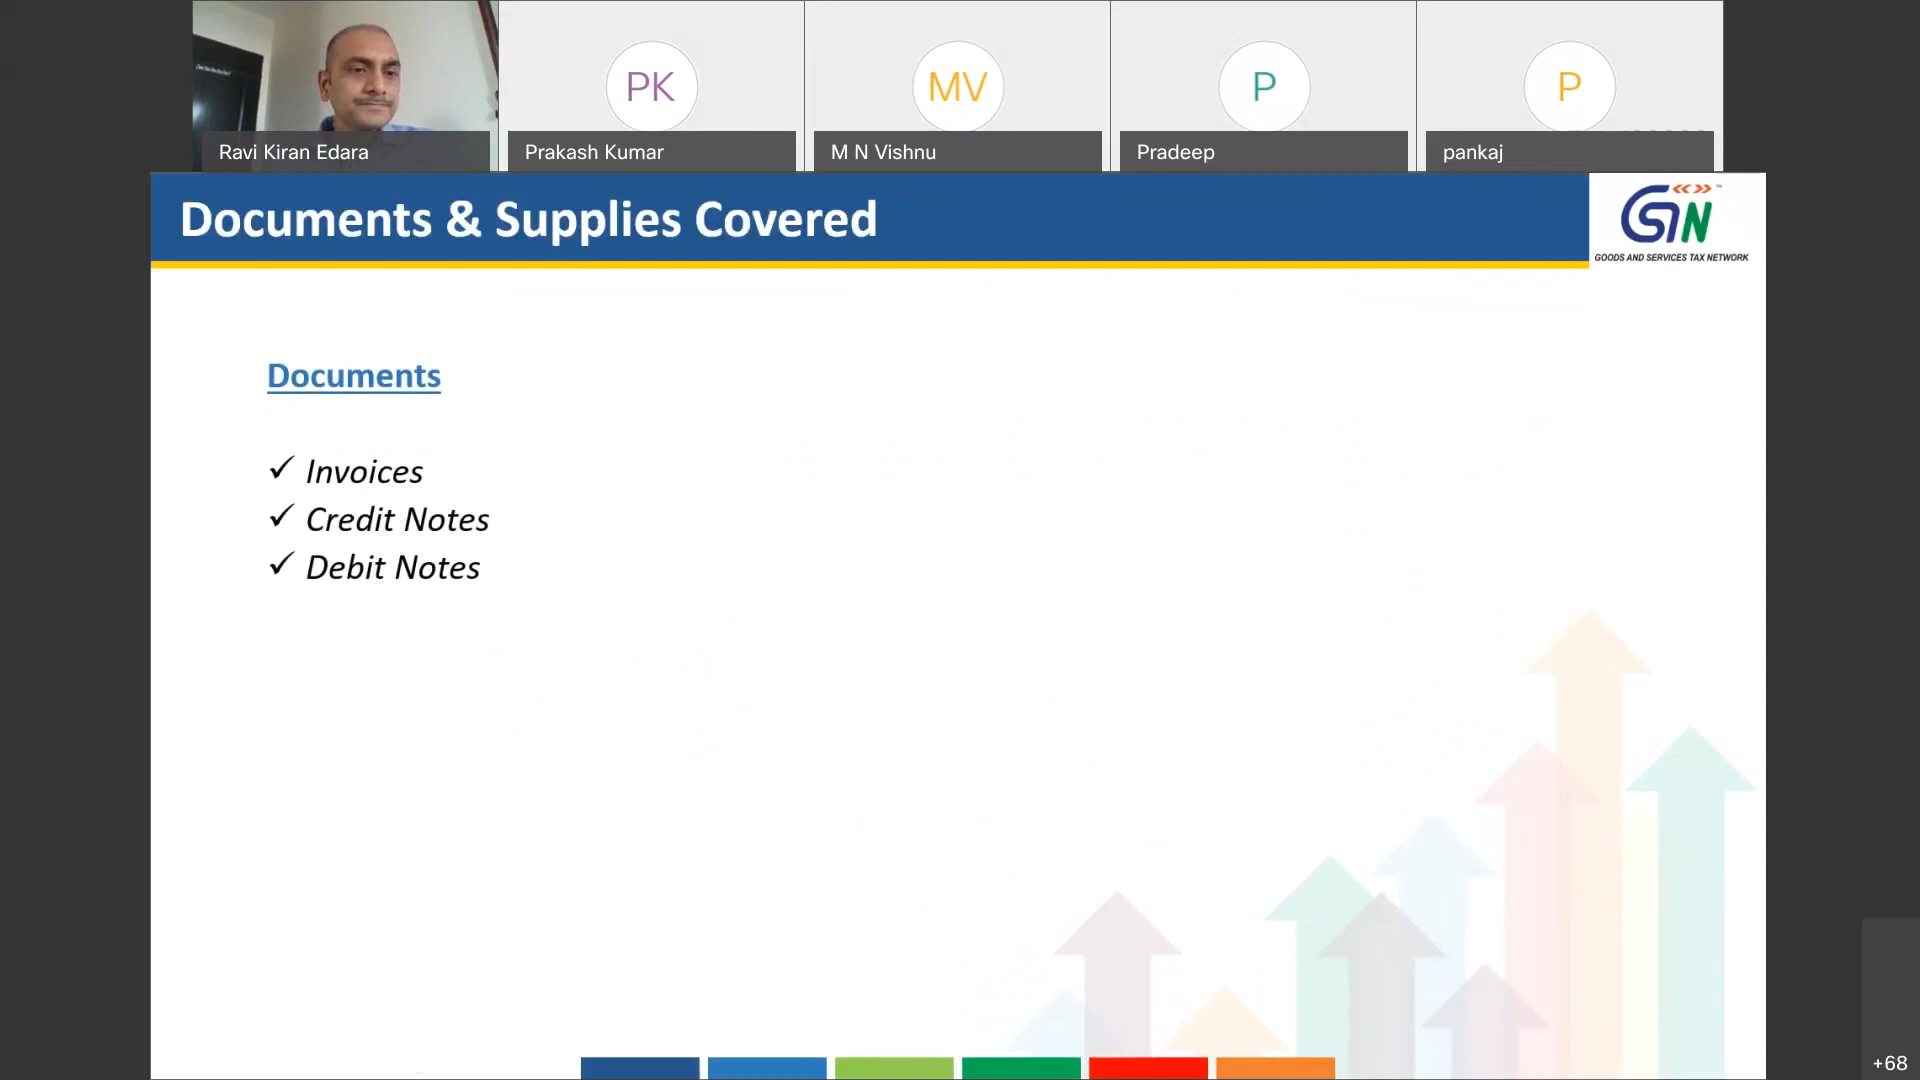 PK
MV
P
P
Ravi Kiran Edara
Prakash Kumar
M N Vishnu
Pradeep
pankaj
Documents & Supplies Covered
GSTN
GOODS AND SERVICES TAX NETWORK
Documents
✓ Invoices
✓ Credit Notes
✓ Debit Notes
+68